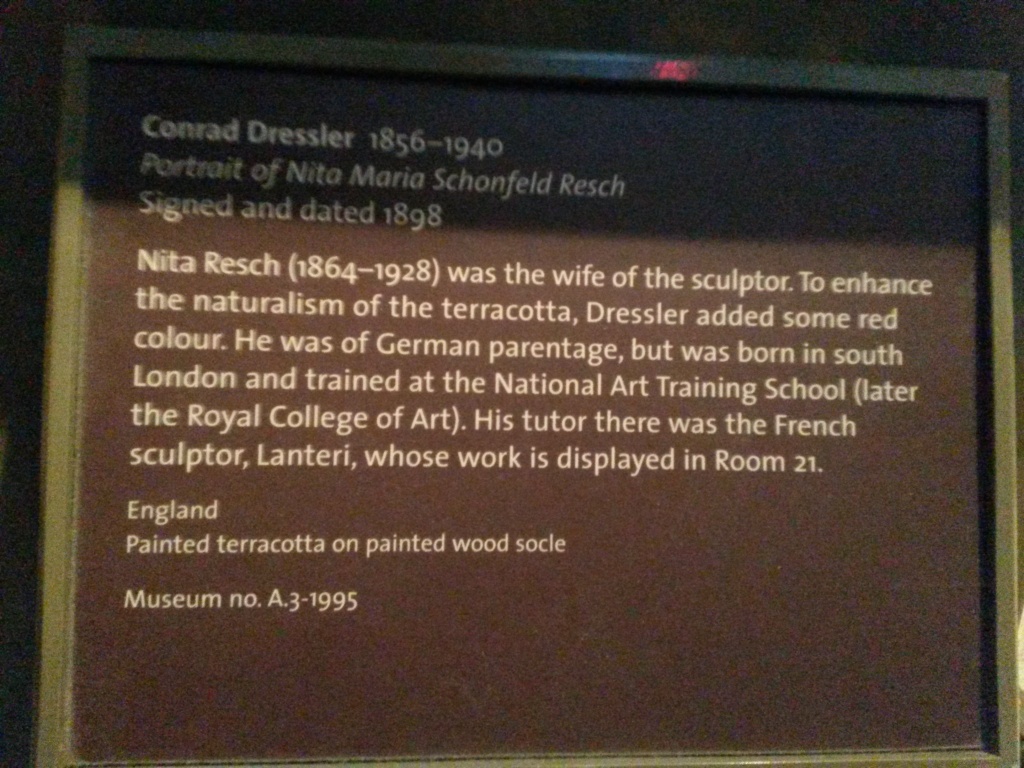 Conrad Dressler 1856–1940
Portrait of Nita Maria Schonfeld Resch
Signed and dated 1898
Nita Resch (1864–1928) was the wife of the sculptor. To enhance
the naturalism of the terracotta, Dressler added some red
colour. He was of German parentage, but was born in south
London and trained at the National Art Training School (later
the Royal College of Art). His tutor there was the French
sculptor, Lanteri, whose work is displayed in Room 21.
England
Painted terracotta on painted wood socle
Museum no. A.3-1995